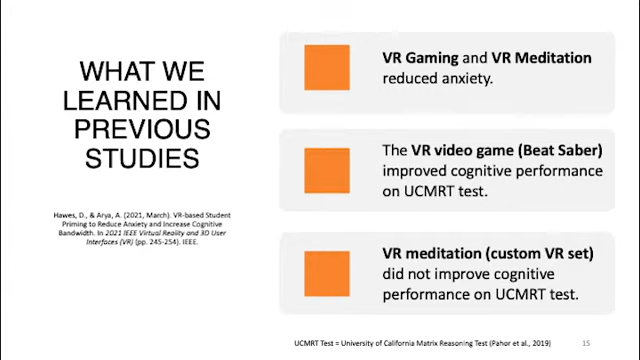 WHAT WE
LEARNED IN
PREVIOUS
STUDIES
Hawes, D., & Arya, A. (2021, March). VR-based Student
Priming to Reduce Anxiety and Increase Cognitive
Bandwidth. In 2021 IEEE Virtual Reality and 3D User
Interfaces (VR) (pp. 245-254). IEEE.
VR Gaming and VR Meditation
reduced anxiety.
The VR video game (Beat Saber)
improved cognitive performance
on UCMRT test.
VR meditation (custom VR set)
did not improve cognitive
performance on UCMRT test.
UCMRT Test = University of California Matrix Reasoning Test (Pahor et al., 2019)
15